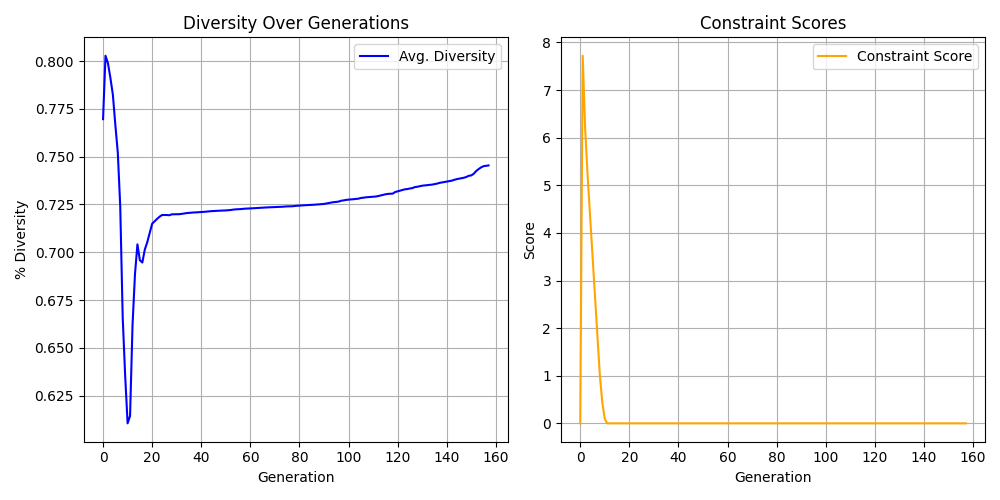 Diversity Over Generations
Avg. Diversity
0.800
0.775
0.750
0.725
0.700
0.675
0.650
0.625
% Diversity
0 20 40 60 80 100 120 140 160
Generation
Constraint Scores
Constraint Score
8
7
6
5
4
3
2
1
0
Score
0 20 40 60 80 100 120 140 160
Generation